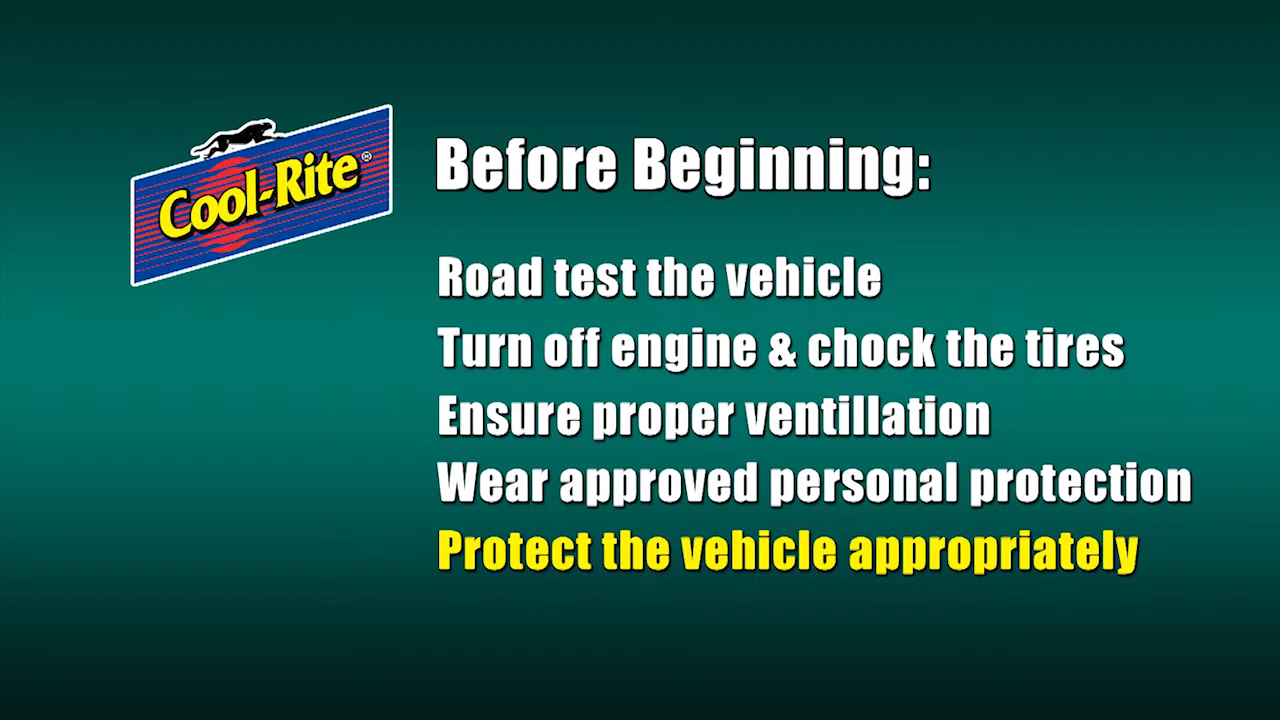 Cool-Rite®
Before Beginning:
Road test the vehicle
Turn off engine & chock the tires
Ensure proper ventillation
Wear approved personal protection
Protect the vehicle appropriately